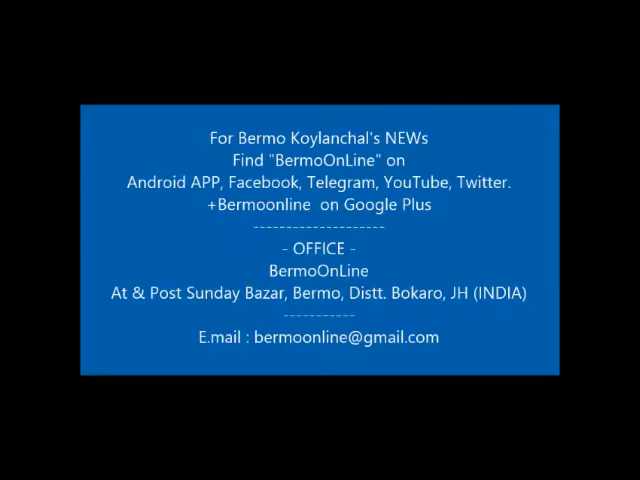 For Bermo Koylanchal's NEWs
Find "BermoOnLine" on
Android APP, Facebook, Telegram, YouTube, Twitter.
+Bermoonline  on Google Plus
--------------------
- OFFICE -
BermoOnLine
At & Post Sunday Bazar, Bermo, Distt. Bokaro, JH (INDIA)
-----------
E.mail : bermoonline@gmail.com